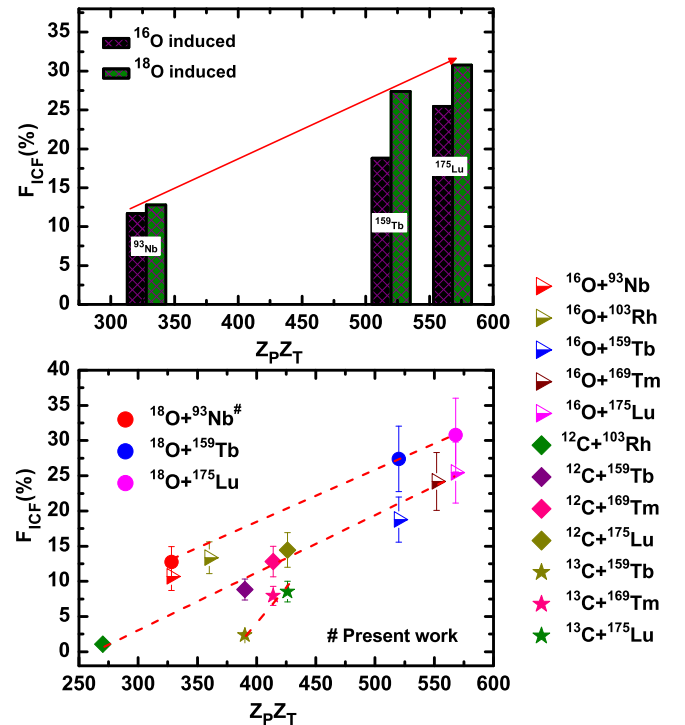 35
30
25
20
15
10
5
0
F_ICF(%)
¹⁶O induced
¹⁸O induced
⁹³Nb
¹⁵⁹Tb
¹⁷⁵Lu
300 350 400 450 500 550 600
Z_PZ_T
40
35
30
25
20
15
10
5
0
F_ICF(%)
¹⁸O+⁹³Nb^#
¹⁸O+¹⁵⁹Tb
¹⁸O+¹⁷⁵Lu
# Present work
250 300 350 400 450 500 550 600
Z_PZ_T
¹⁶O+⁹³Nb
¹⁶O+¹⁰³Rh
¹⁶O+¹⁵⁹Tb
¹⁶O+¹⁶⁹Tm
¹⁶O+¹⁷⁵Lu
¹²C+¹⁰³Rh
¹²C+¹⁵⁹Tb
¹²C+¹⁶⁹Tm
¹²C+¹⁷⁵Lu
¹³C+¹⁵⁹Tb
¹³C+¹⁶⁹Tm
¹³C+¹⁷⁵Lu